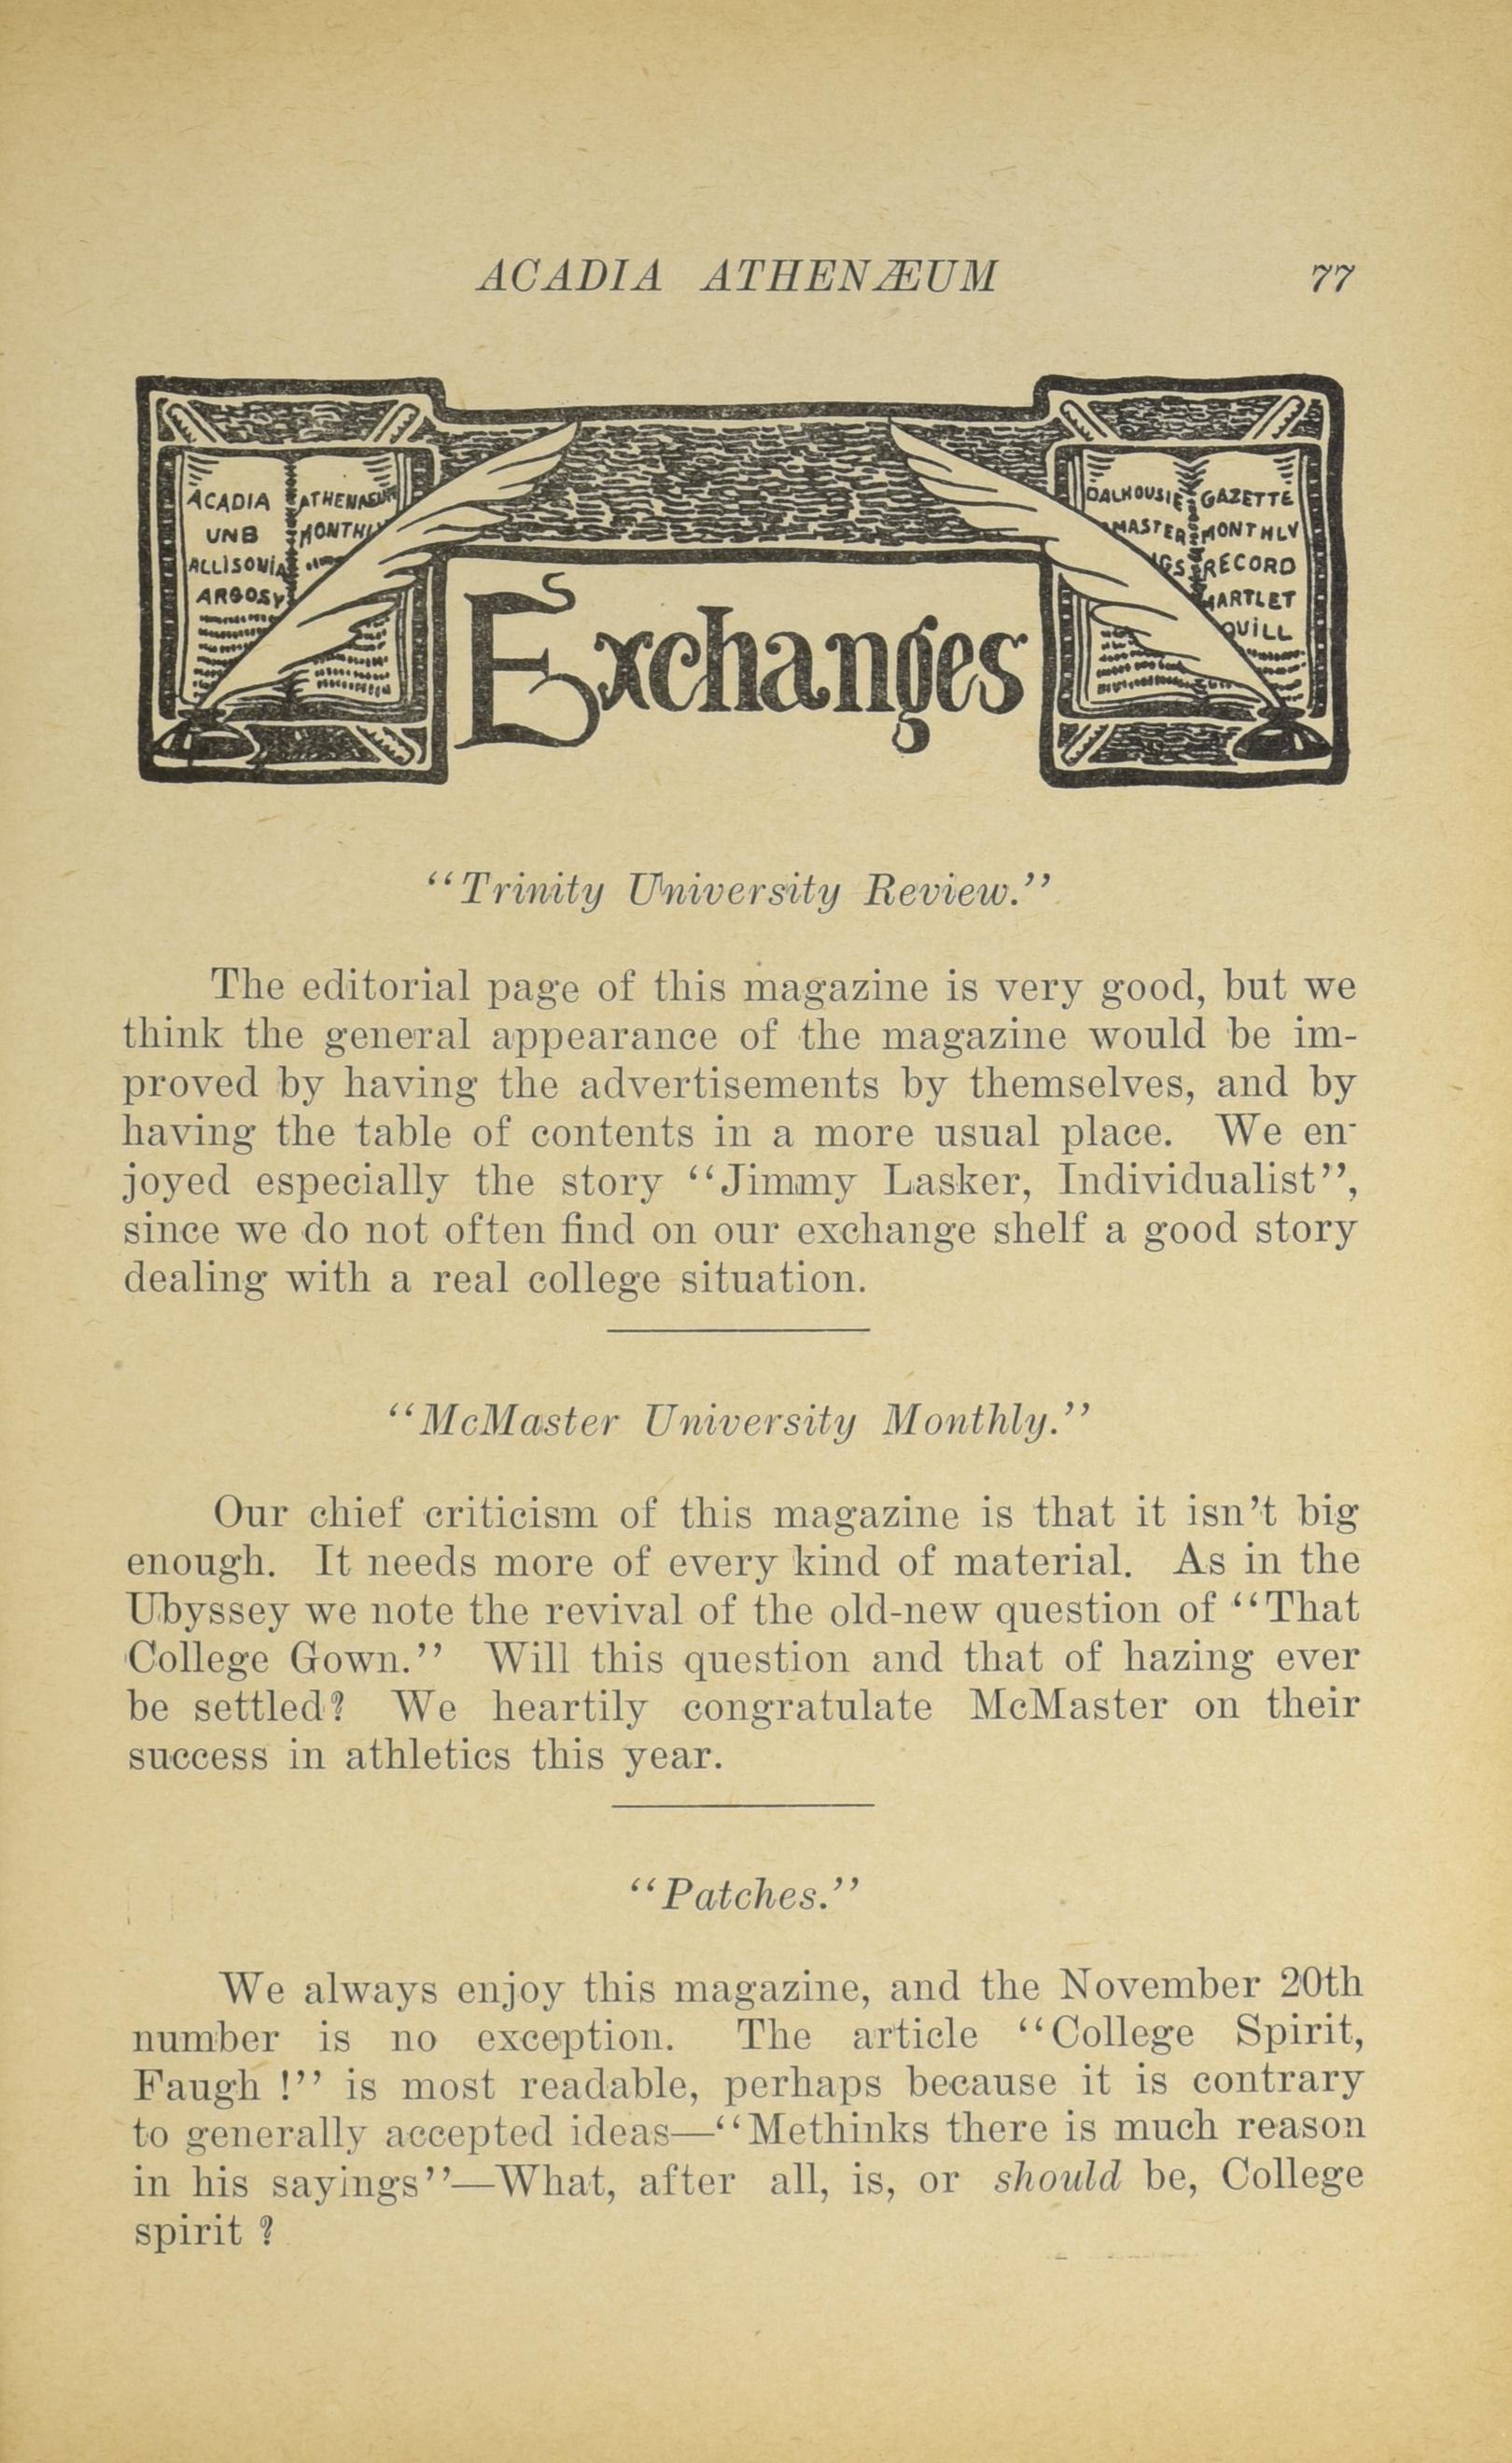 ACADIA ATHENÆUM 77
ACADIA ATHENAEUM
UNB MONTHLY
ALLISONIA
ARGOSY
DALHOUSIE GAZETTE
MASTER MONTHLY
GS RECORD
MARTLET
QUILL
Exchanges
“Trinity University Review.”
The editorial page of this magazine is very good, but we
think the general appearance of the magazine would be im-
proved by having the advertisements by themselves, and by
having the table of contents in a more usual place. We en-
joyed especially the story “Jimmy Lasker, Individualist”,
since we do not often find on our exchange shelf a good story
dealing with a real college situation.
“McMaster University Monthly.”
Our chief criticism of this magazine is that it isn’t big
enough. It needs more of every kind of material. As in the
Ubyssey we note the revival of the old-new question of “That
College Gown.” Will this question and that of hazing ever
be settled? We heartily congratulate McMaster on their
success in athletics this year.
“Patches.”
We always enjoy this magazine, and the November 20th
number is no exception. The article “College Spirit,
Faugh !” is most readable, perhaps because it is contrary
to generally accepted ideas—“Methinks there is much reason
in his sayings”—What, after all, is, or should be, College
spirit ?